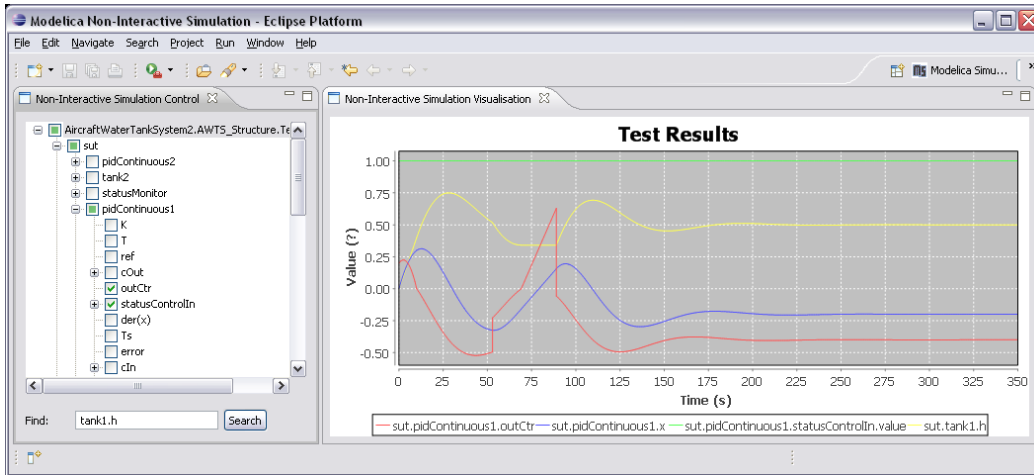 Modelica Non-Interactive Simulation - Eclipse Platform
File Edit Navigate Search Project Run Window Help
Modelica Simu... »
Non-Interactive Simulation Control
AircraftWaterTankSystem2.AWTS_Structure.Te
sut
pidContinuous2
tank2
statusMonitor
pidContinuous1
K
T
ref
cOut
outCtr
statusControlIn
der(x)
Ts
error
cIn
Find: tank1.h Search
Non-Interactive Simulation Visualisation
Test Results
Value (?)
1.00
0.75
0.50
0.25
0.00
-0.25
-0.50
0 25 50 75 100 125 150 175 200 225 250 275 300 325 350
Time (s)
sut.pidContinuous1.outCtr sut.pidContinuous1.x sut.pidContinuous1.statusControlIn.value sut.tank1.h